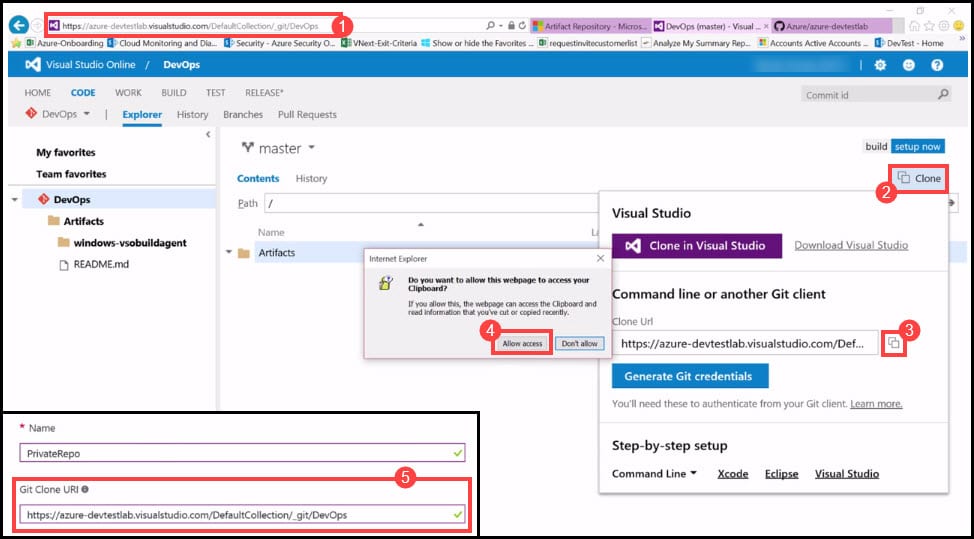 https://azure-devtestlab.visualstudio.com/DefaultCollection/_git/DevOps
1
Artifact Repository - Micros...
DevOps (master) - Visual ...
Azure/azure-devtestlab
Azure-Onboarding
Cloud Monitoring and Dia...
Security - Azure Security O...
VNext-Exit-Criteria
Show or hide the Favorites ...
requestinvitecustomerlist
Analyze My Summary Rep...
Accounts Active Accounts ...
DevTest - Home
Visual Studio Online / DevOps
HOME CODE WORK BUILD TEST RELEASE*
Commit id
DevOps | Explorer History Branches Pull Requests
My favorites
Team favorites
DevOps
Artifacts
windows-vsobuildagent
README.md
master
build setup now
Contents History
2
Clone
Path /
Name
La
Artifacts
Visual Studio
Clone in Visual Studio Download Visual Studio
Command line or another Git client
Clone Url
https://azure-devtestlab.visualstudio.com/Def...
3
Generate Git credentials
You'll need these to authenticate from your Git client. Learn more.
Step-by-step setup
Command Line Xcode Eclipse Visual Studio
Internet Explorer
Do you want to allow this webpage to access your
Clipboard?
If you allow this, the webpage can access the Clipboard and
read information that you've cut or copied recently.
4
Allow access Don't allow
* Name
PrivateRepo
5
Git Clone URI
https://azure-devtestlab.visualstudio.com/DefaultCollection/_git/DevOps